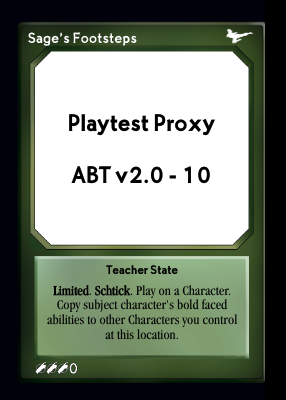 Sage's Footsteps
Playtest Proxy
ABT v2.0 - 10
Teacher State
Limited. Schtick. Play on a Character.
Copy subject character's bold faced
abilities to other Characters you control
at this location.
0